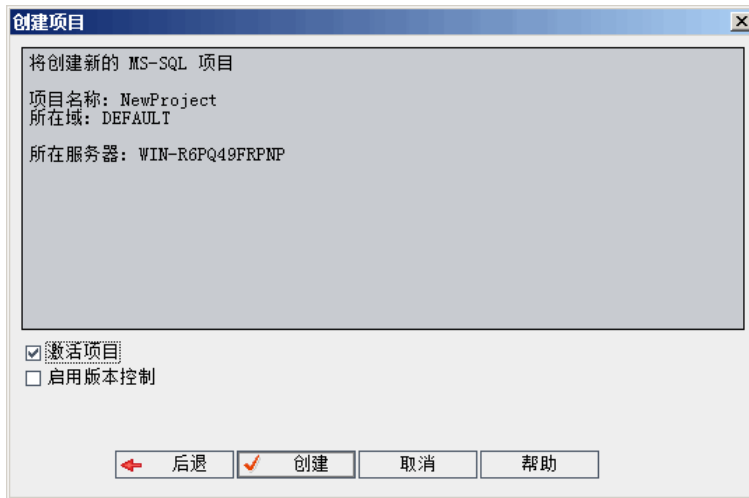 创建项目
将创建新的 MS-SQL 项目
项目名称: NewProject
所在域: DEFAULT
所在服务器: WIN-R6PQ49FRPNP
激活项目
启用版本控制
后退 创建 取消 帮助